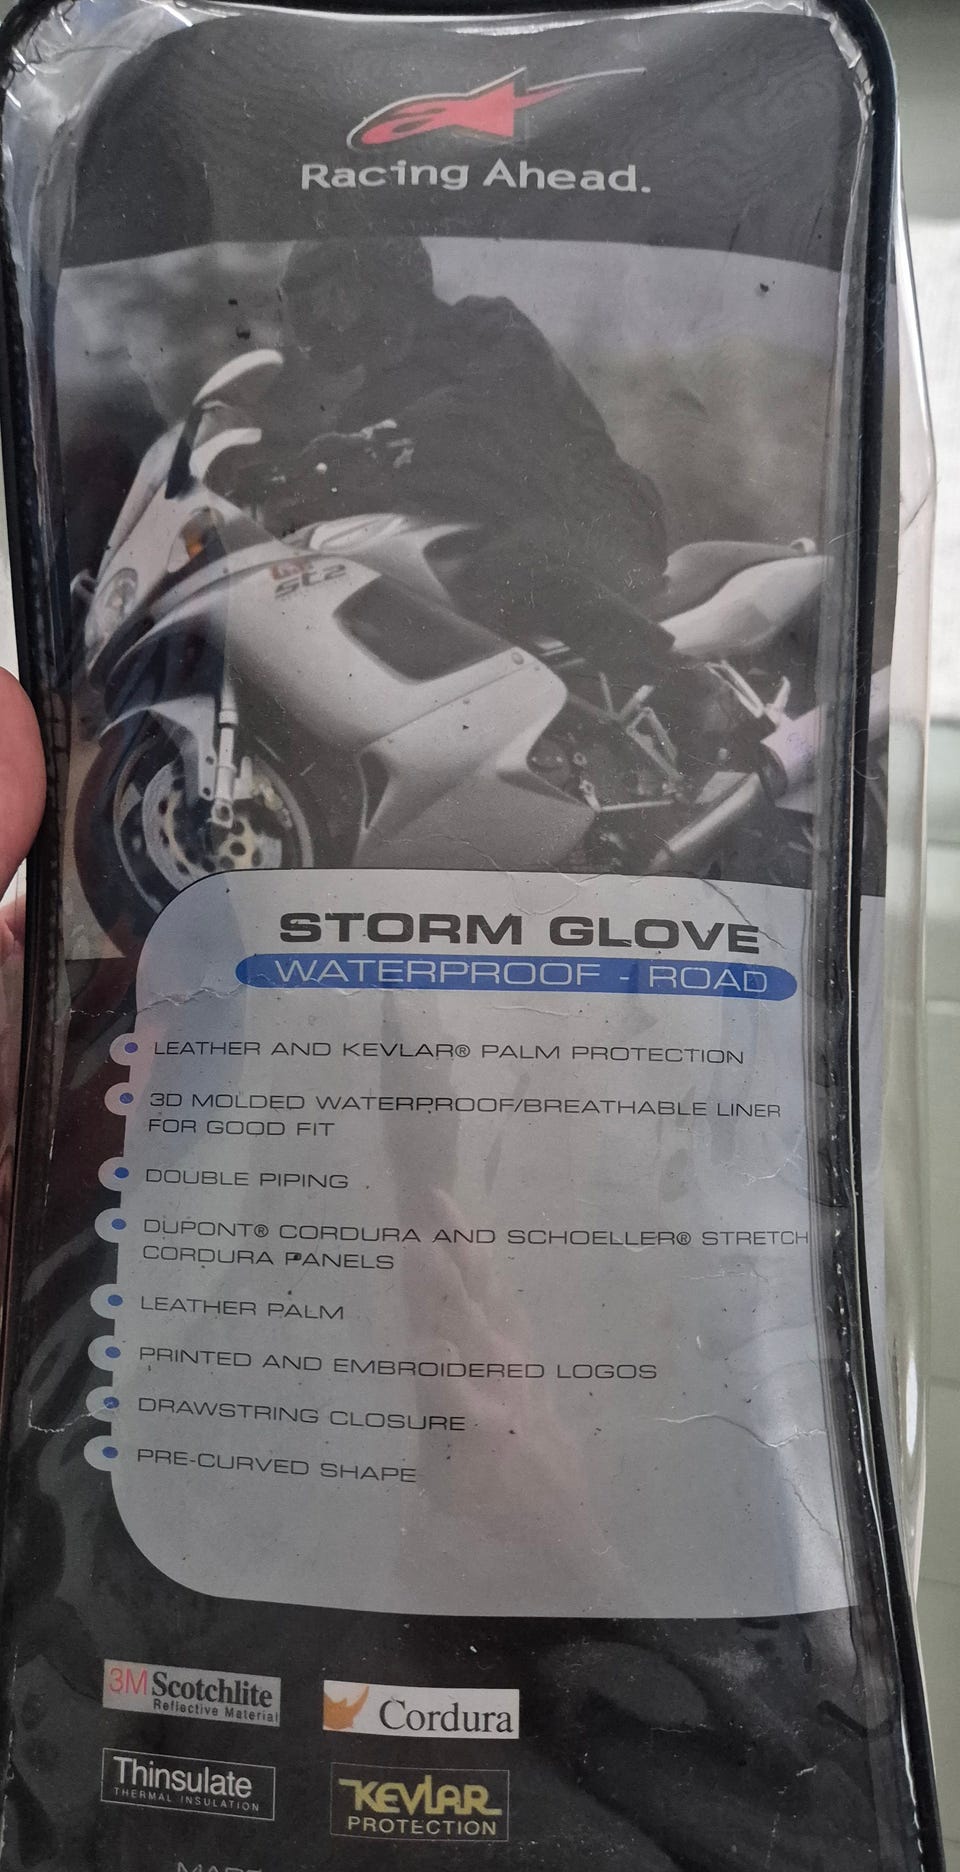 Racing Ahead.
st2
STORM GLOVE
WATERPROOF - ROAD
LEATHER AND KEVLAR® PALM PROTECTION
3D MOLDED WATERPROOF/BREATHABLE LINER
FOR GOOD FIT
DOUBLE PIPING
DUPONT® CORDURA AND SCHOELLER® STRETCH
CORDURA PANELS
LEATHER PALM
PRINTED AND EMBROIDERED LOGOS
DRAWSTRING CLOSURE
PRE-CURVED SHAPE
3M Scotchlite
Reflective Material
Cordura
Thinsulate
THERMAL INSULATION
KEVLAR
PROTECTION